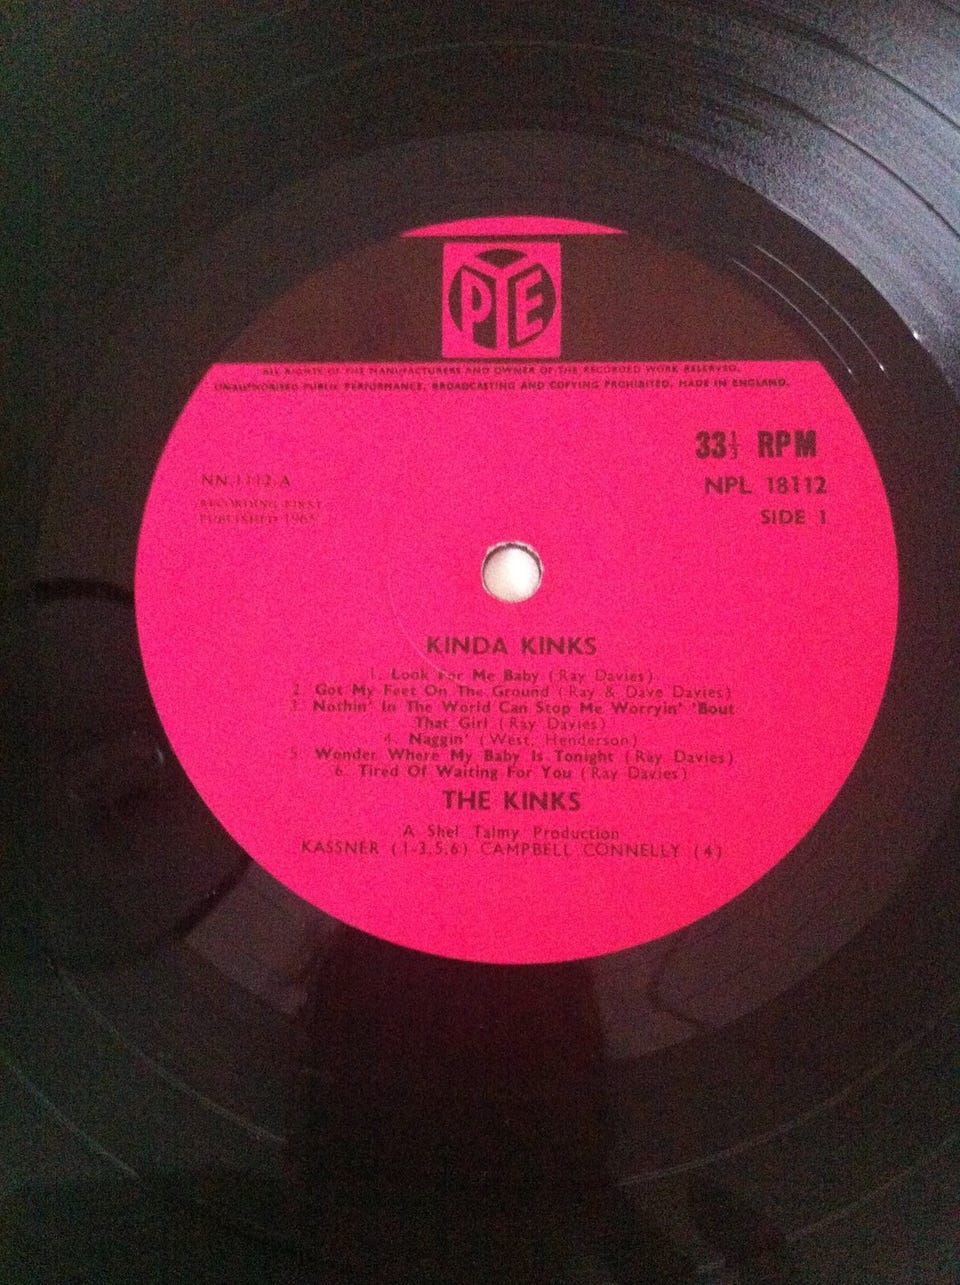 PYE
ALL RIGHTS OF THE MANUFACTURERS AND OWNER OF THE RECORDED WORK RESERVED.
UNAUTHORISED PUBLIC PERFORMANCE, BROADCASTING AND COPYING PROHIBITED. MADE IN ENGLAND.
33⅓ RPM
NN.1112-A
NPL 18112
RECORDING FIRST
PUBLISHED 1965
SIDE 1
KINDA KINKS
1. Look For Me Baby (Ray Davies)
2. Got My Feet On The Ground (Ray & Dave Davies)
3. Nothin' In The World Can Stop Me Worryin' 'Bout
That Girl (Ray Davies)
4. Naggin' (West, Henderson)
5. Wonder Where My Baby Is Tonight (Ray Davies)
6. Tired Of Waiting For You (Ray Davies)
THE KINKS
A Shel Talmy Production
KASSNER (1-3,5,6) CAMPBELL CONNELLY (4)